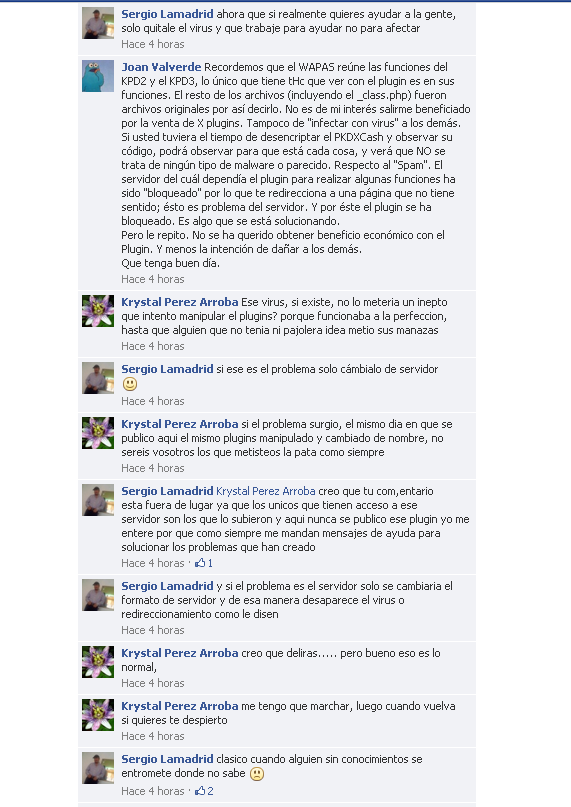 Sergio Lamadrid ahora que si realmente quieres ayudar a la gente,
solo quitale el virus y que trabaje para ayudar no para afectar
Hace 4 horas
Joan Valverde Recordemos que el WAPAS reúne las funciones del
KPD2 y el KPD3, lo único que tiene tHc que ver con el plugin es en sus
funciones. El resto de los archivos (incluyendo el _class.php) fueron
archivos originales por así decirlo. No es de mi interés salirme beneficiado
por la venta de X plugins. Tampoco de "infectar con virus" a los demás.
Si usted tuviera el tiempo de desencriptar el PKDXCash y observar su
código, podrá observar para que está cada cosa, y verá que NO se
trata de ningún tipo de malware o parecido. Respecto al "Spam". El
servidor del cuál dependía el plugin para realizar algunas funciones ha
sido "bloqueado" por lo que te redirecciona a una página que no tiene
sentido; ésto es problema del servidor. Y por éste el plugin se ha
bloqueado. Es algo que se está solucionando.
Pero le repito. No se ha querido obtener beneficio económico con el
Plugin. Y menos la intención de dañar a los demás.
Que tenga buen día.
Hace 4 horas
Krystal Perez Arroba Ese virus, si existe, no lo meteria un inepto
que intento manipular el plugins? porque funcionaba a la perfeccion,
hasta que alguien que no tenia ni pajolera idea metio sus manazas
Hace 4 horas
Sergio Lamadrid si ese es el problema solo cámbialo de servidor
Hace 4 horas
Krystal Perez Arroba si el problema surgio, el mismo dia en que se
publico aqui el mismo plugins manipulado y cambiado de nombre, no
sereis vosotros los que metisteos la pata como siempre
Hace 4 horas
Sergio Lamadrid Krystal Perez Arroba creo que tu com,entario
esta fuera de lugar ya que los unicos que tienen acceso a ese
servidor son los que lo subieron y aqui nunca se publico ese plugin yo me
entere por que como siempre me mandan mensajes de ayuda para
solucionar los problemas que han creado
Hace 4 horas · 1
Sergio Lamadrid y si el problema es el servidor solo se cambiaria el
formato de servidor y de esa manera desaparece el virus o
redireccionamiento como le disen
Hace 4 horas
Krystal Perez Arroba creo que deliras..... pero bueno eso es lo
normal,
Hace 4 horas
Krystal Perez Arroba me tengo que marchar, luego cuando vuelva
si quieres te despierto
Hace 4 horas
Sergio Lamadrid clasico cuando alguien sin conocimientos se
entromete donde no sabe
Hace 4 horas · 2